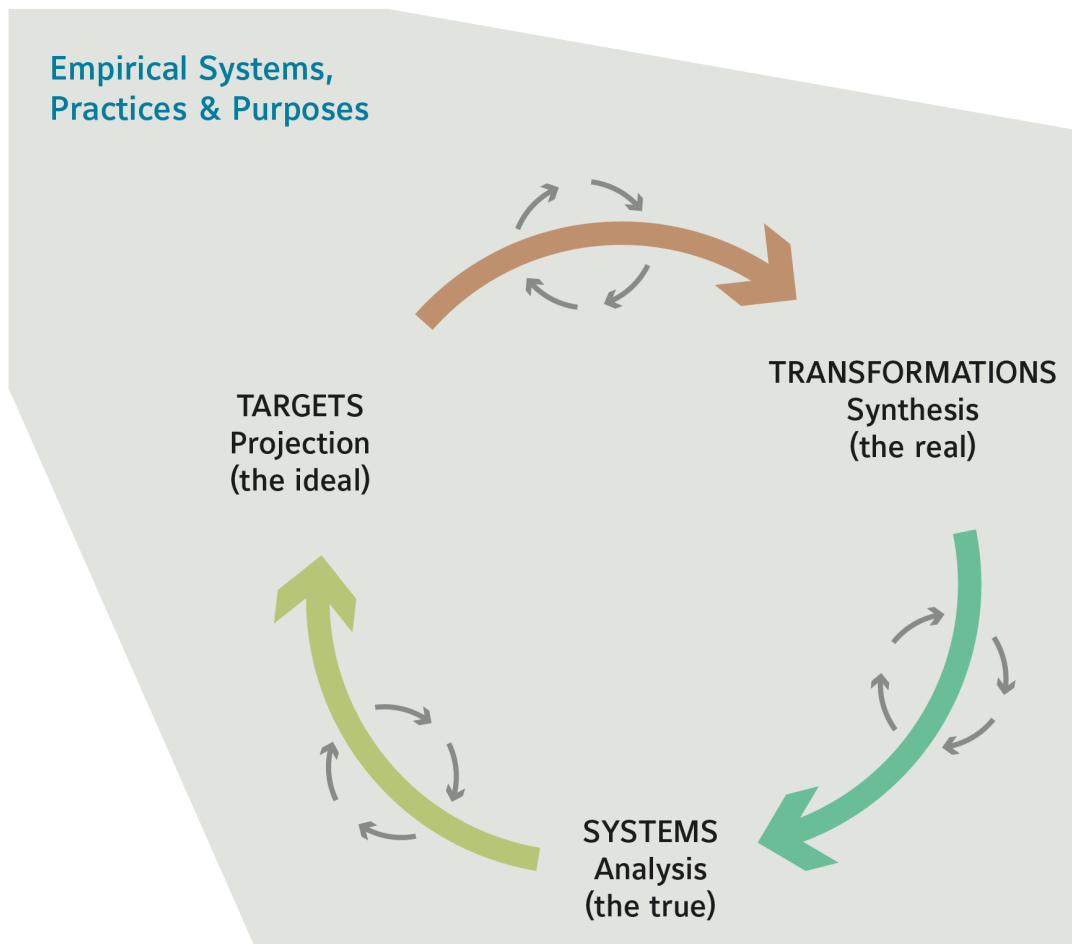 Empirical Systems,
Practices & Purposes
TARGETS
Projection
(the ideal)
TRANSFORMATIONS
Synthesis
(the real)
SYSTEMS
Analysis
(the true)